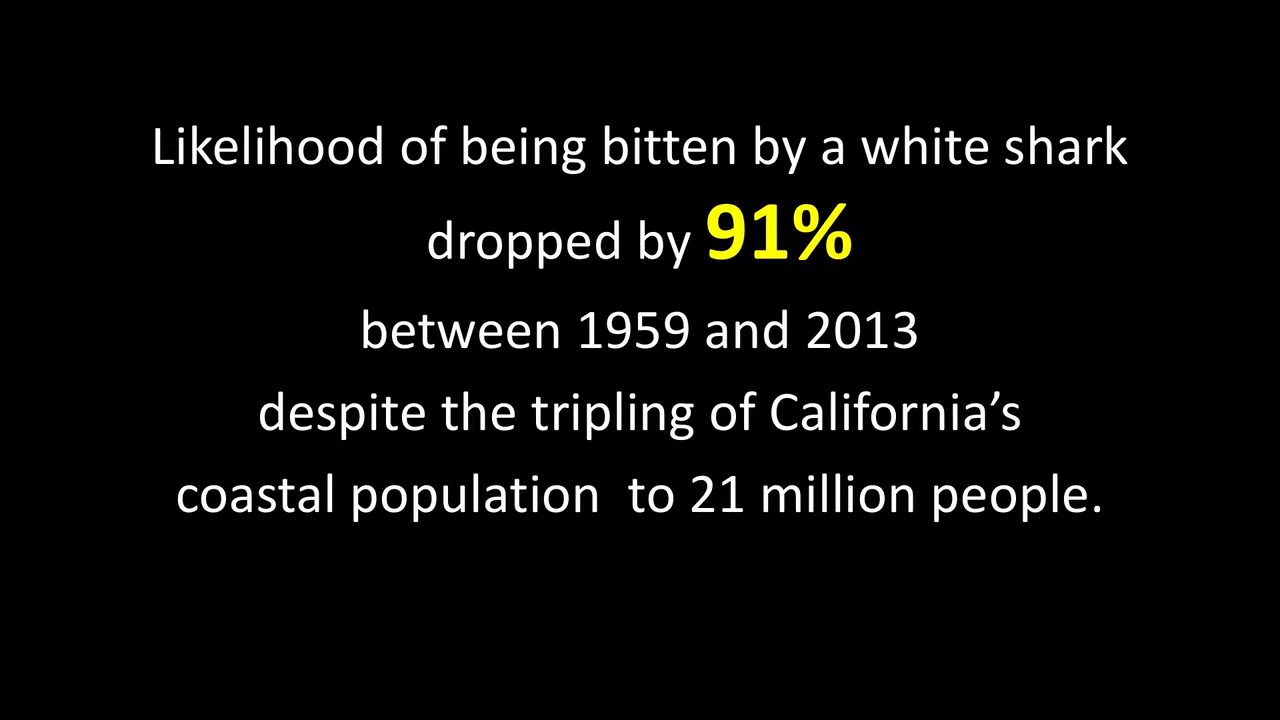 Likelihood of being bitten by a white shark
dropped by 91%
between 1959 and 2013
despite the tripling of California’s
coastal population  to 21 million people.